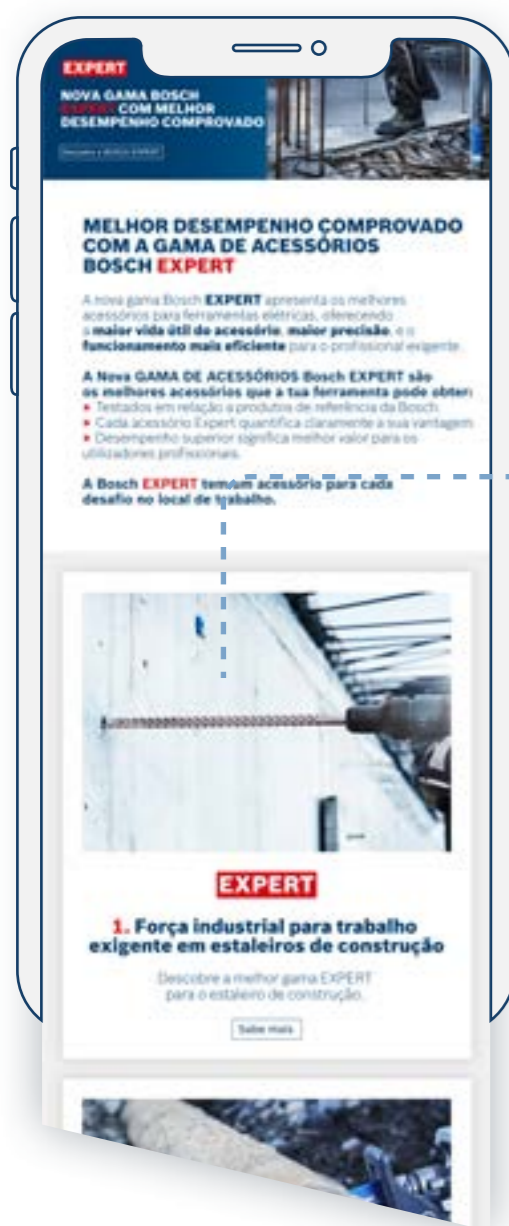 EXPERT
NOVA GAMA BOSCH
EXPERT COM MELHOR
DESEMPENHO COMPROVADO
Descobre a BOSCH EXPERT
MELHOR DESEMPENHO COMPROVADO
COM A GAMA DE ACESSÓRIOS
BOSCH EXPERT
A nova gama Bosch EXPERT apresenta os melhores
acessórios para ferramentas elétricas, oferecendo
a maior vida útil do acessório, maior precisão, e o
funcionamento mais eficiente para o profissional exigente.
A Nova GAMA DE ACESSÓRIOS Bosch EXPERT são
os melhores acessórios que a tua ferramenta pode obter:
▸ Testados em relação a produtos de referência da Bosch
▸ Cada acessório Expert quantifica claramente a sua vantagem
▸ Desempenho superior significa melhor valor para os
utilizadores profissionais.
A Bosch EXPERT tem um acessório para cada
desafio no local de trabalho.
EXPERT
1. Força industrial para trabalho
exigente em estaleiros de construção
Descobre a melhor gama EXPERT
para o estaleiro de construção.
Sabe mais